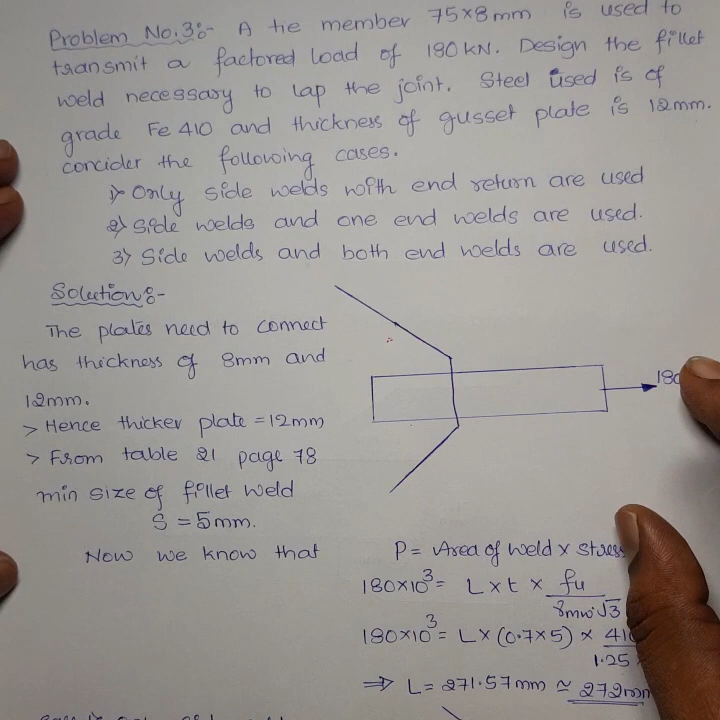 Problem No.3:- A tie member 75×8mm is used to
transmit a factored load of 180 kN. Design the fillet
weld necessary to lap the joint. Steel used is of
grade Fe 410 and thickness of gusset plate is 12mm.
concider the following cases.
1> Only side welds with end return are used
2> Side welds and one end welds are used.
3> Side welds and both end welds are used.
Solution:-
The plates need to connect
has thickness of 8mm and
12mm.
> Hence thicker plate = 12mm
> From table 21 page 78
min size of fillet weld
S = 5mm.
180
Now we know that P = Area of weld × stress
180×10³ = L × t × fu / γmw √3
180×10³ = L × (0.7×5) × 410 / 1.25
⇒ L = 271.57mm ≃ 272mm